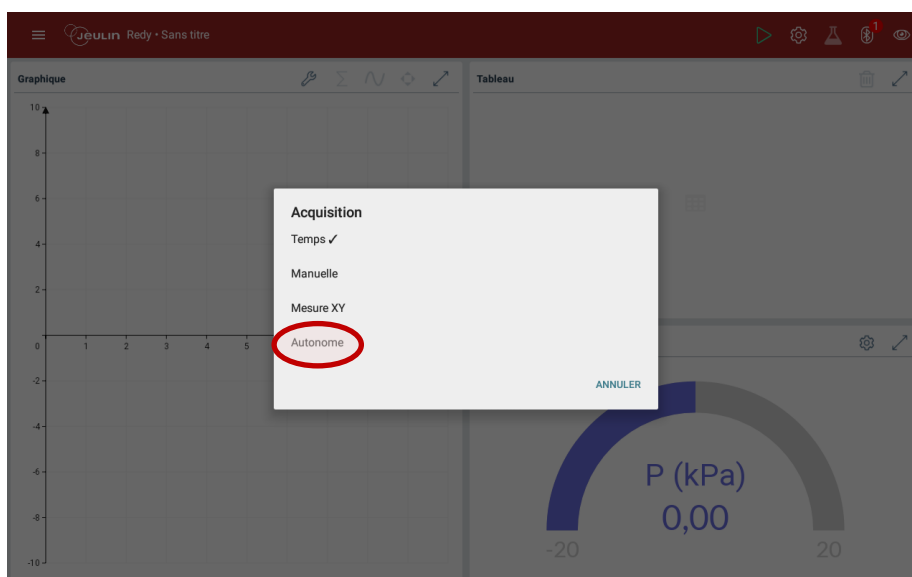 Jeulin Redy • Sans titre
1
Graphique
Tableau
10
8
6
4
2
0
1
2
3
4
5
-2
-4
-6
-8
-10
Acquisition
Temps ✓
Manuelle
Mesure XY
Autonome
ANNULER
P (kPa)
0,00
-20
20